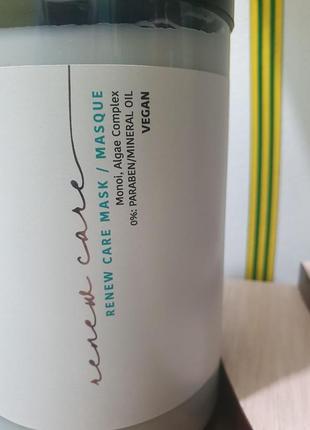 renew care
RENEW CARE MASK / MASQUE
Monoi, Algae Complex
0%: PARABEN/MINERAL OIL
VEGAN